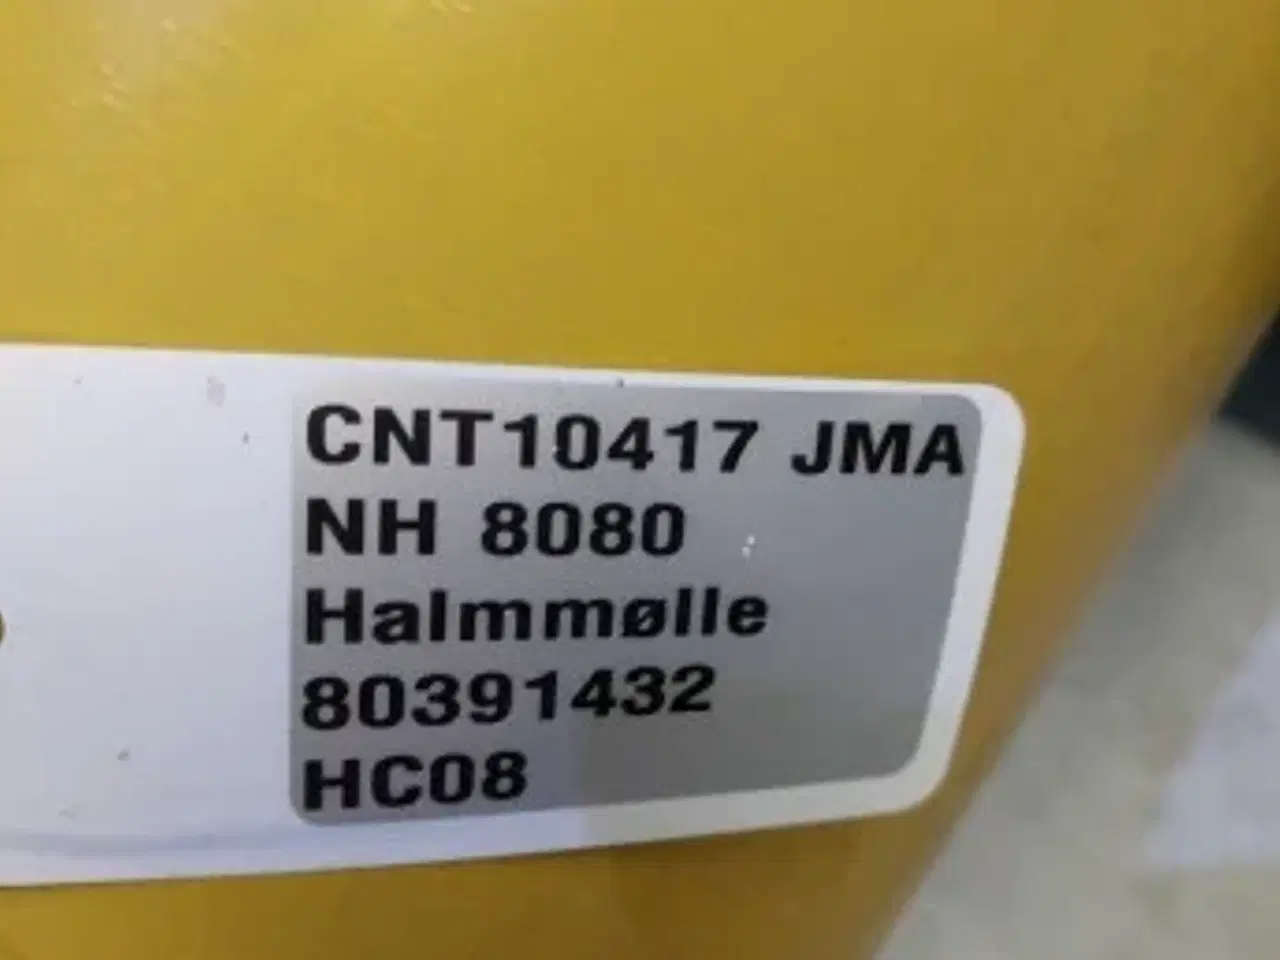 CNT10417 JMA
NH 8080
Halmmølle
80391432
HC08